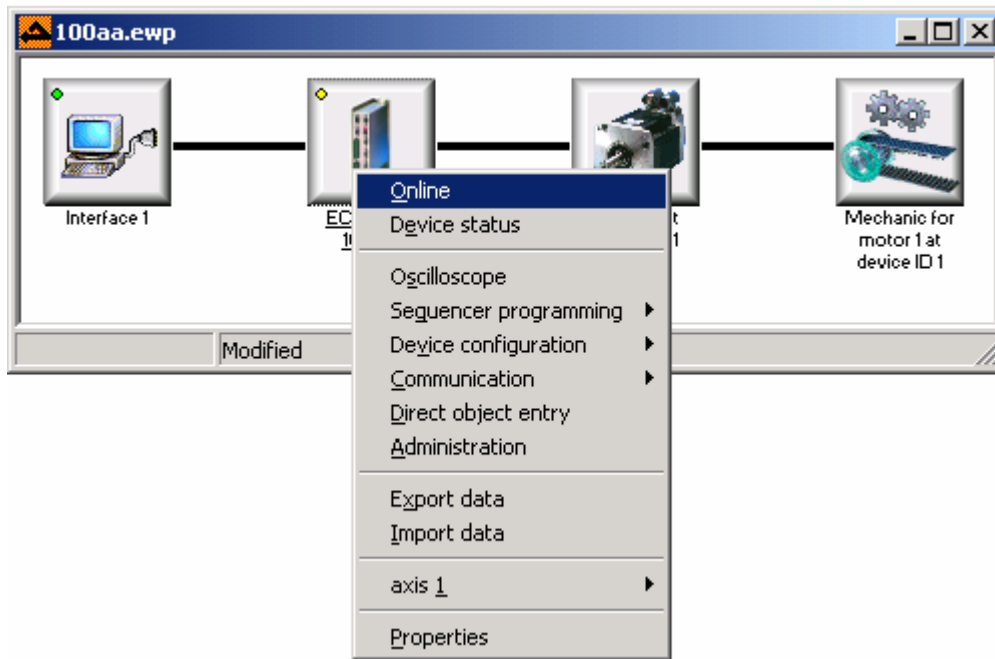 100aa.ewp
Interface 1
EC
Mechanic for
motor 1 at
device ID 1
Modified
Online
Device status
Oscilloscope
Sequencer programming
Device configuration
Communication
Direct object entry
Administration
Export data
Import data
axis 1
Properties